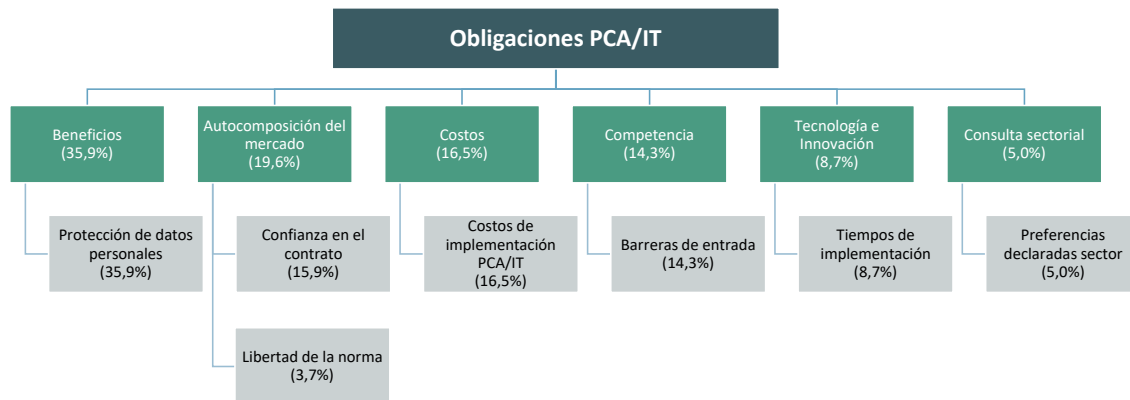 Obligaciones PCA/IT
Beneficios
(35,9%)
Autocomposición del
mercado
(19,6%)
Costos
(16,5%)
Competencia
(14,3%)
Tecnología e
Innovación
(8,7%)
Consulta sectorial
(5,0%)
Protección de datos
personales
(35,9%)
Confianza en el
contrato
(15,9%)
Costos de
implementación
PCA/IT
(16,5%)
Barreras de entrada
(14,3%)
Tiempos de
implementación
(8,7%)
Preferencias
declaradas sector
(5,0%)
Libertad de la norma
(3,7%)